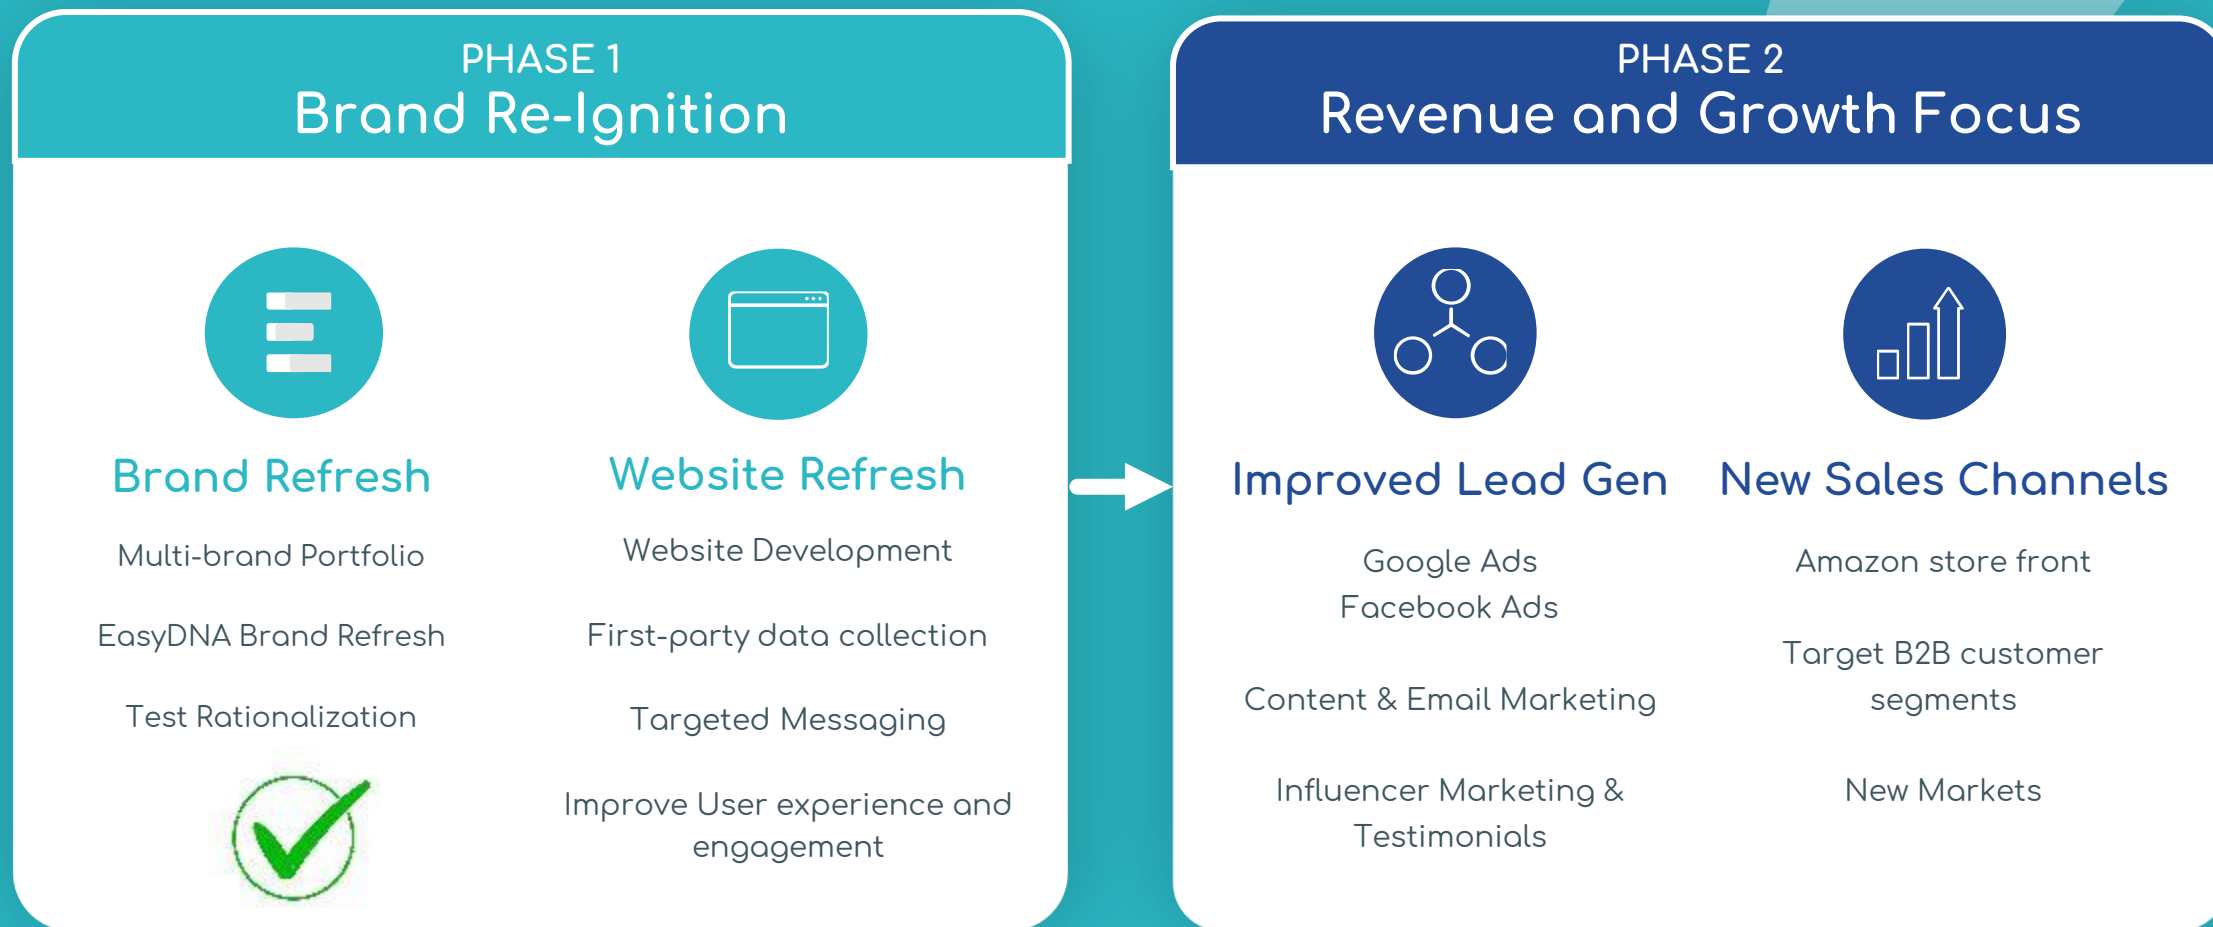 PHASE 1
Brand Re-Ignition
Brand Refresh
Multi-brand Portfolio
EasyDNA Brand Refresh
Test Rationalization
Website Refresh
Website Development
First-party data collection
Targeted Messaging
Improve User experience and
engagement
PHASE 2
Revenue and Growth Focus
Improved Lead Gen
Google Ads
Facebook Ads
Content & Email Marketing
Influencer Marketing &
Testimonials
New Sales Channels
Amazon store front
Target B2B customer
segments
New Markets